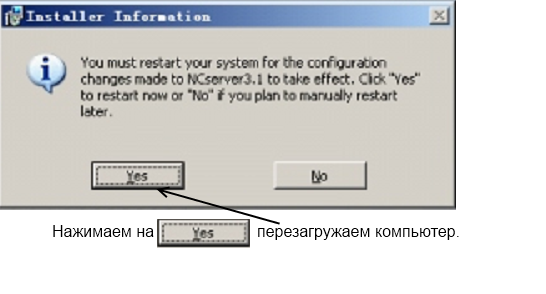 Installer Information
You must restart your system for the configuration
changes made to NCserver3.1 to take effect. Click "Yes"
to restart now or "No" if you plan to manually restart
later.
Yes No
Нажимаем на Yes перезагружаем компьютер.